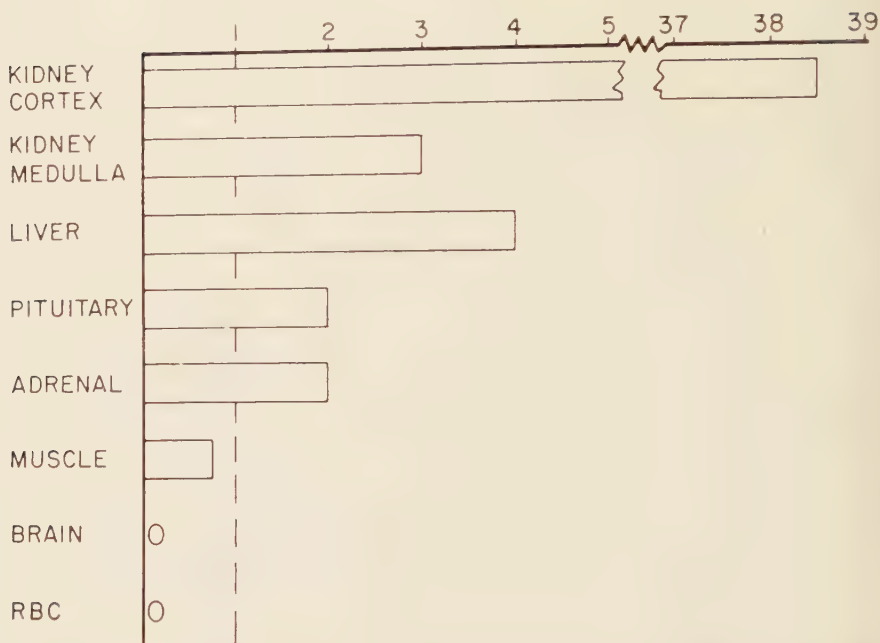 2 3 4 5 37 38 39
KIDNEY
CORTEX
KIDNEY
MEDULLA
LIVER
PITUITARY
ADRENAL
MUSCLE
BRAIN 0
RBC 0